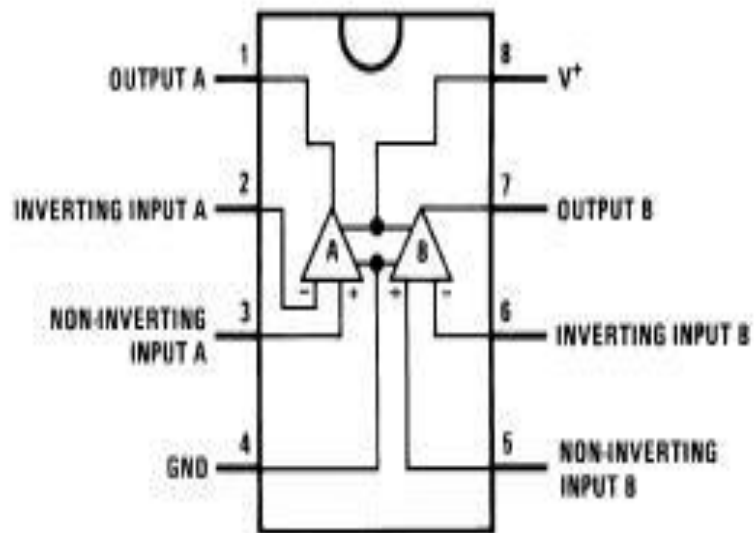 1
OUTPUT A
8
V+
2
INVERTING INPUT A
7
OUTPUT B
A
B
- +
+ -
3
NON-INVERTING
INPUT A
6
INVERTING INPUT B
4
GND
5
NON-INVERTING
INPUT B